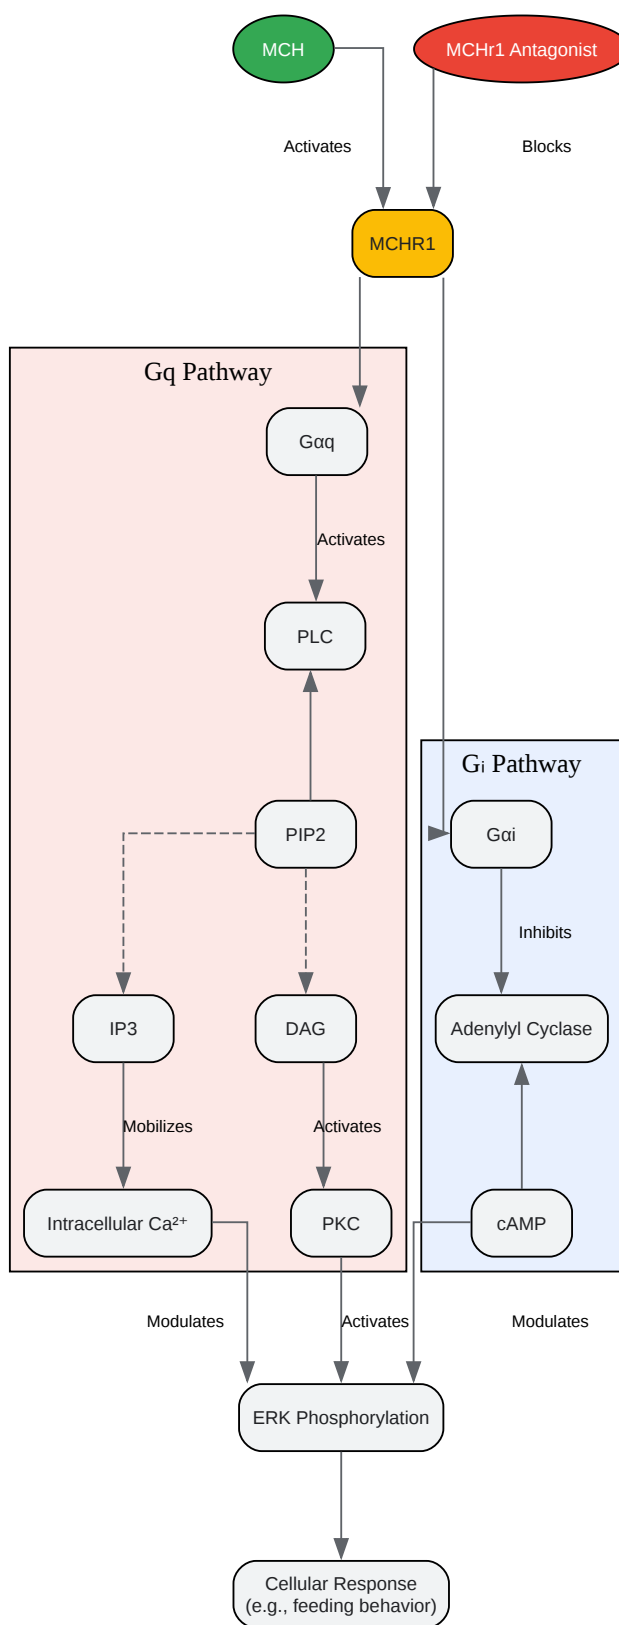 MCH
MCHr1 Antagonist
Activates
Blocks
MCHR1
Gq Pathway
Gαq
Activates
PLC
Gᵢ Pathway
PIP2
Gαi
Inhibits
IP3
DAG
Adenylyl Cyclase
Mobilizes
Activates
Intracellular Ca²⁺
PKC
cAMP
Modulates
Activates
Modulates
ERK Phosphorylation
Cellular Response
(e.g., feeding behavior)